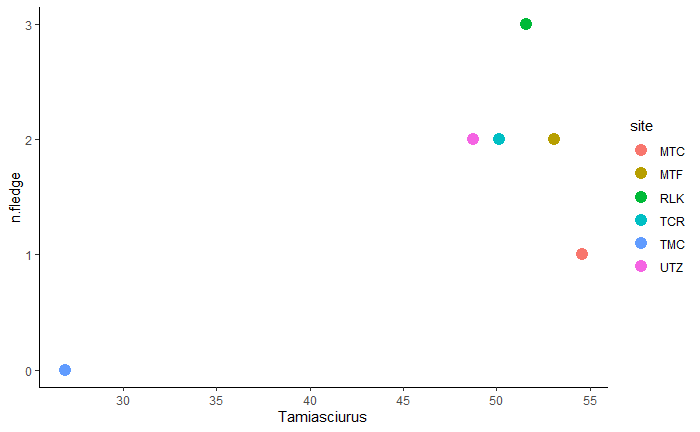 3
2
1
0
n.fledge
30 35 40 45 50 55
Tamiasciurus
site
MTC
MTF
RLK
TCR
TMC
UTZ